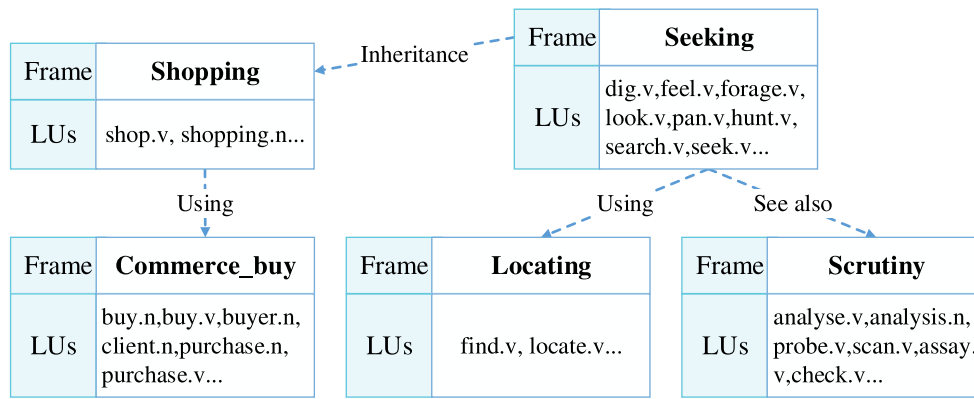 Frame Seeking
LUs
dig.v,feel.v,forage.v,
look.v,pan.v,hunt.v,
search.v,seek.v...
Inheritance
Frame Shopping
LUs shop.v, shopping.n...
Using
Using
See also
Frame Commerce_buy
LUs
buy.n,buy.v,buyer.n,
client.n,purchase.n,
purchase.v...
Frame Locating
LUs find.v, locate.v...
Frame Scrutiny
LUs
analyse.v,analysis.n,
probe.v,scan.v,assay.
v,check.v...